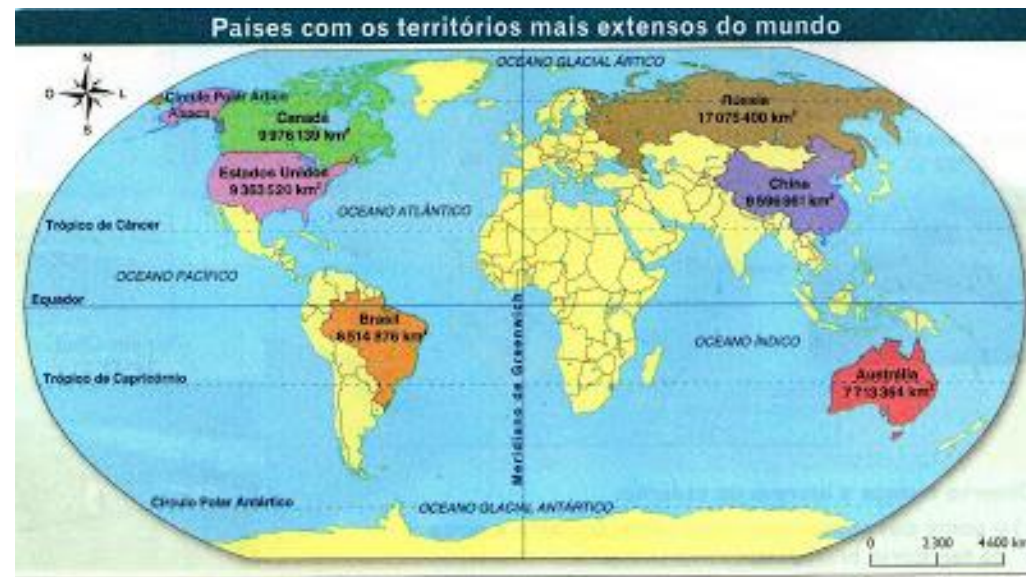 Países com os territórios mais extensos do mundo
OCEANO GLACIAL ÁRTICO
N
O
L
S
Círculo Polar Ártico
Alasca
Canadá
9 976 139 km²
Rússia
17 075 400 km²
Estados Unidos
9 363 520 km²
China
9 596 961 km²
OCEANO ATLÂNTICO
Trópico de Câncer
OCEANO PACÍFICO
Equador
Brasil
8 514 876 km²
Meridiano de Greenwich
OCEANO ÍNDICO
Trópico de Capricórnio
Austrália
7 713 364 km²
Círculo Polar Antártico
OCEANO GLACIAL ANTÁRTICO
0 2 300 4 600 km